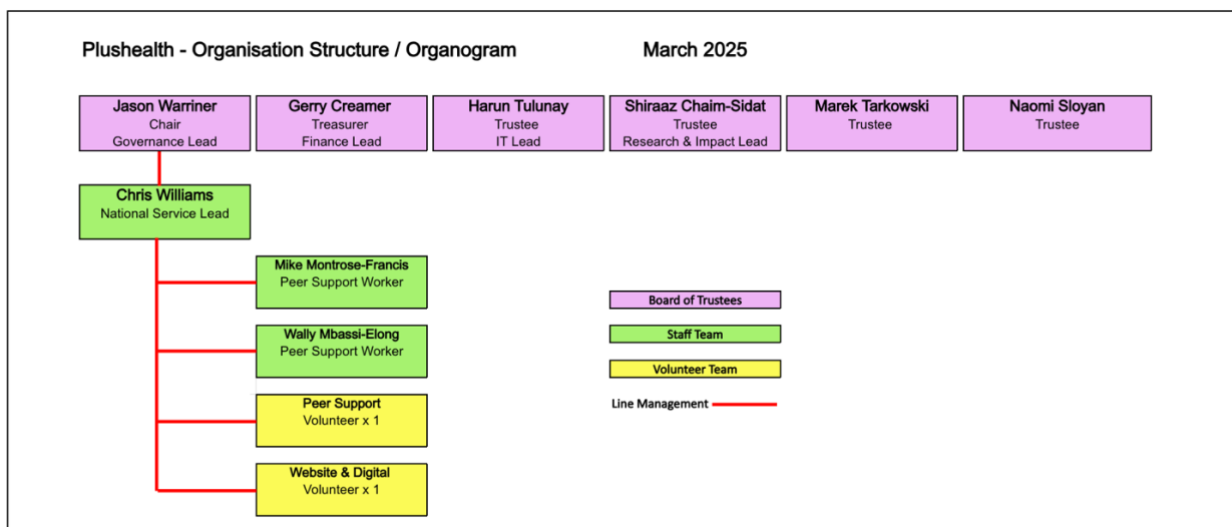 Plushealth - Organisation Structure / Organogram March 2025
Jason Warriner
Chair
Governance Lead
Gerry Creamer
Treasurer
Finance Lead
Harun Tulunay
Trustee
IT Lead
Shiraaz Chaim-Sidat
Trustee
Research & Impact Lead
Marek Tarkowski
Trustee
Naomi Sloyan
Trustee
Chris Williams
National Service Lead
Mike Montrose-Francis
Peer Support Worker
Wally Mbassi-Elong
Peer Support Worker
Peer Support
Volunteer x 1
Website & Digital
Volunteer x 1
Board of Trustees
Staff Team
Volunteer Team
Line Management